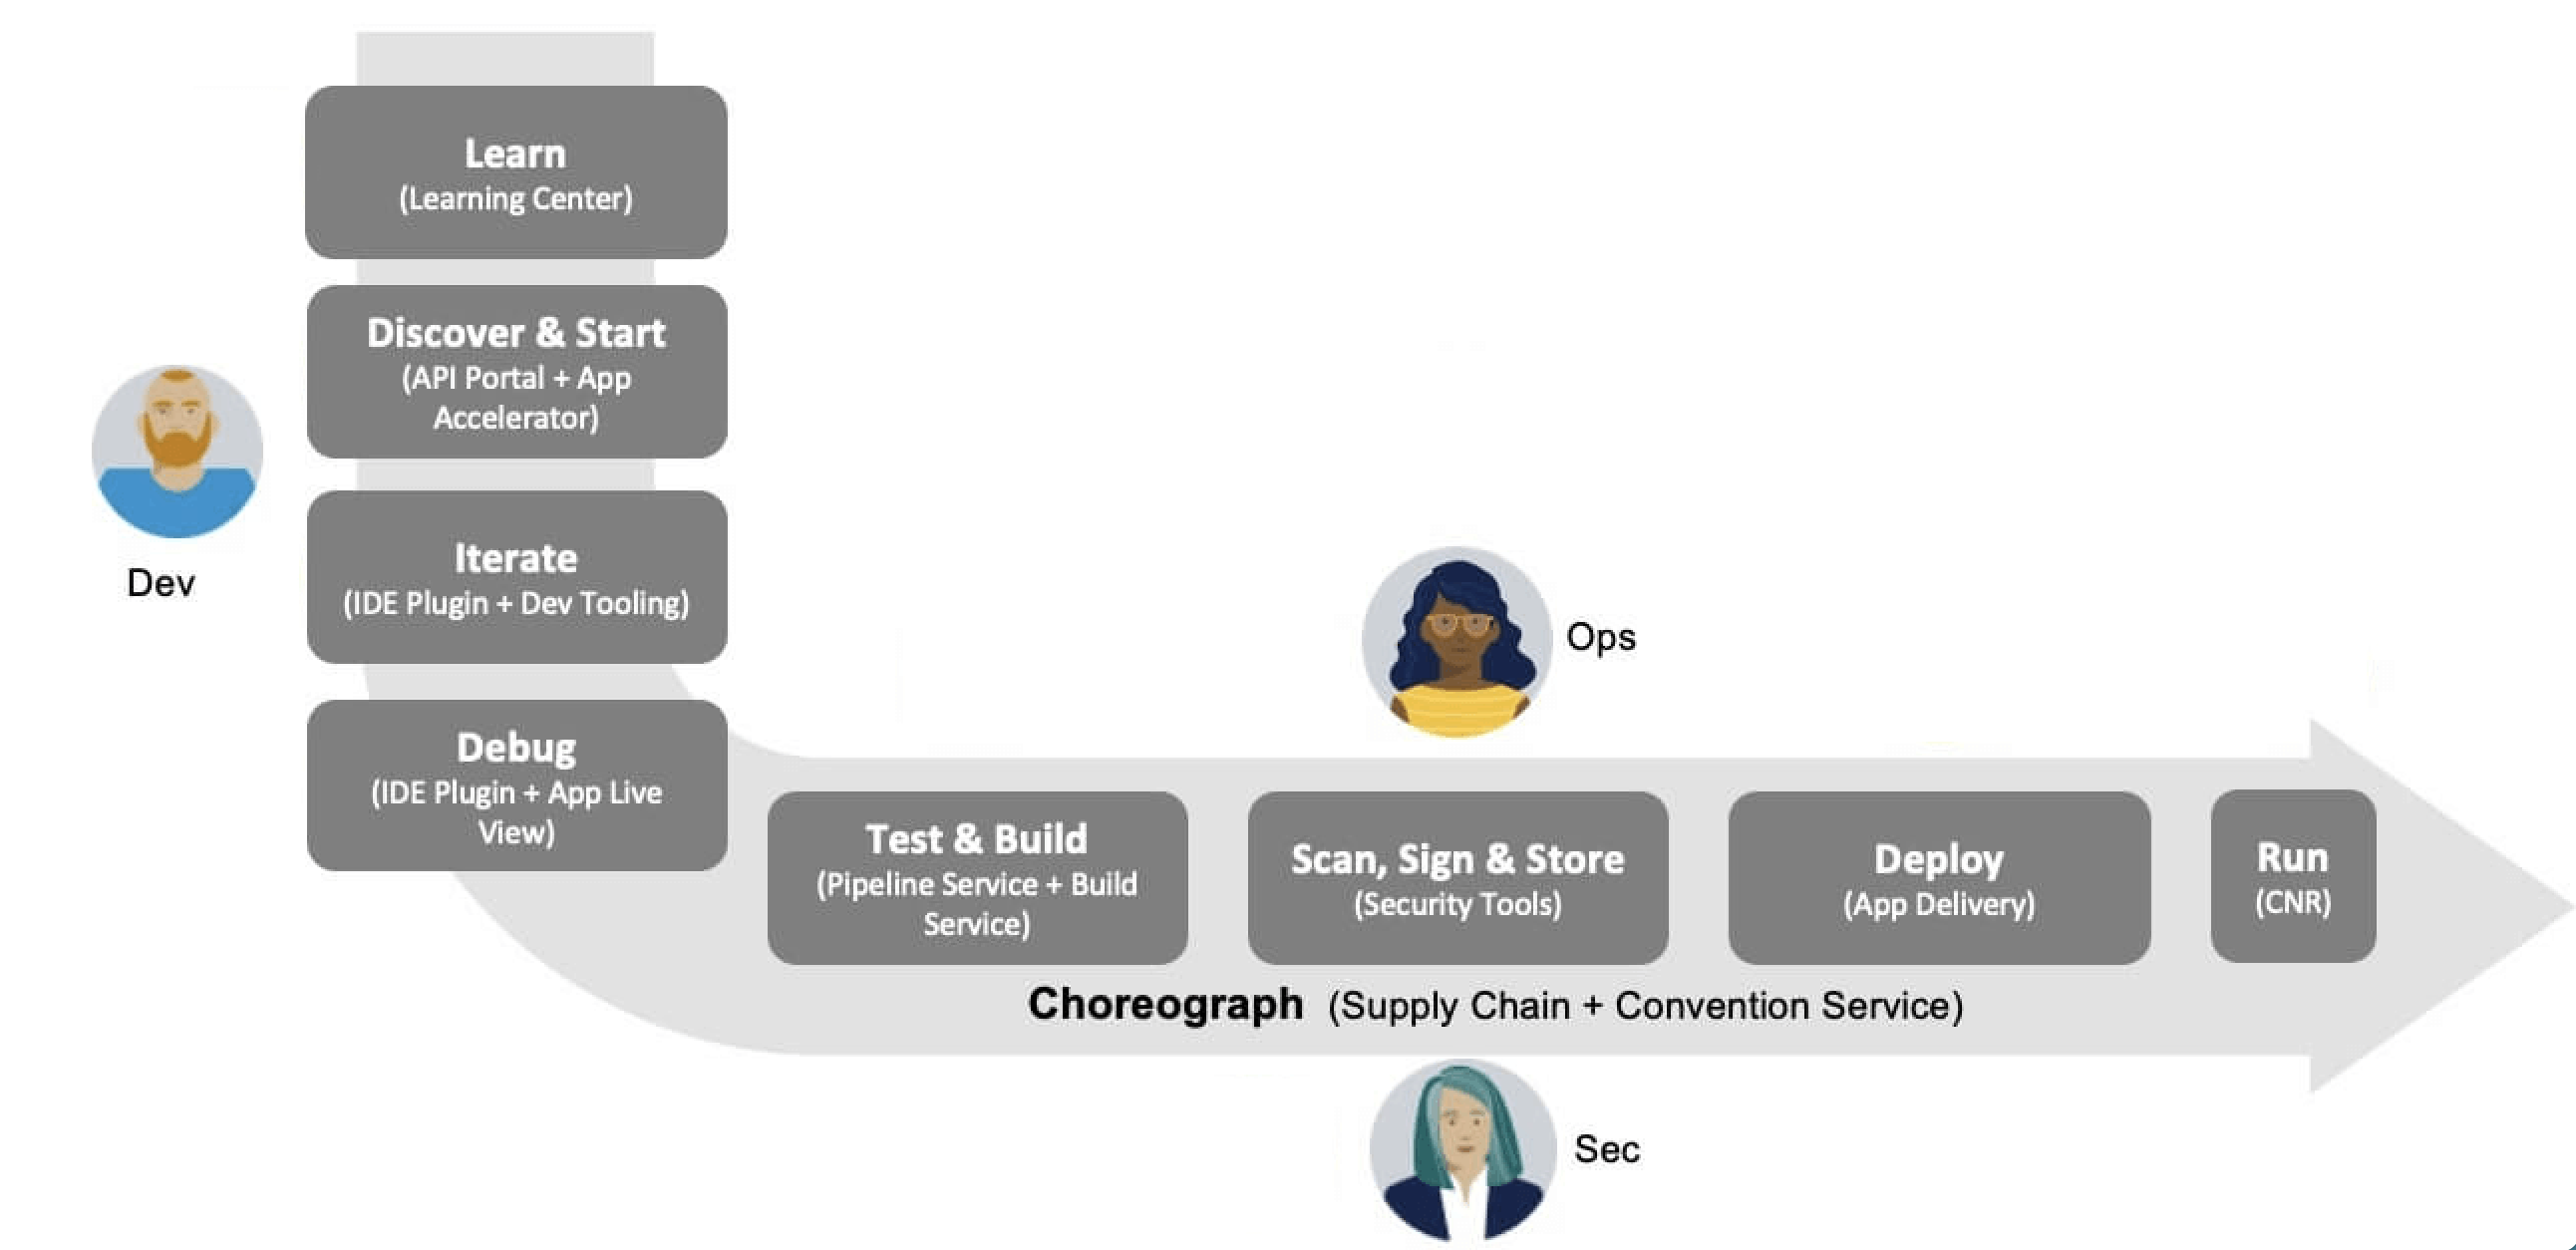 Learn
(Learning Center)
Discover & Start
(API Portal + App
Accelerator)
Dev
Iterate
(IDE Plugin + Dev Tooling)
Debug
(IDE Plugin + App Live
View)
Ops
Test & Build
(Pipeline Service + Build
Service)
Scan, Sign & Store
(Security Tools)
Deploy
(App Delivery)
Run
(CNR)
Choreograph (Supply Chain + Convention Service)
Sec